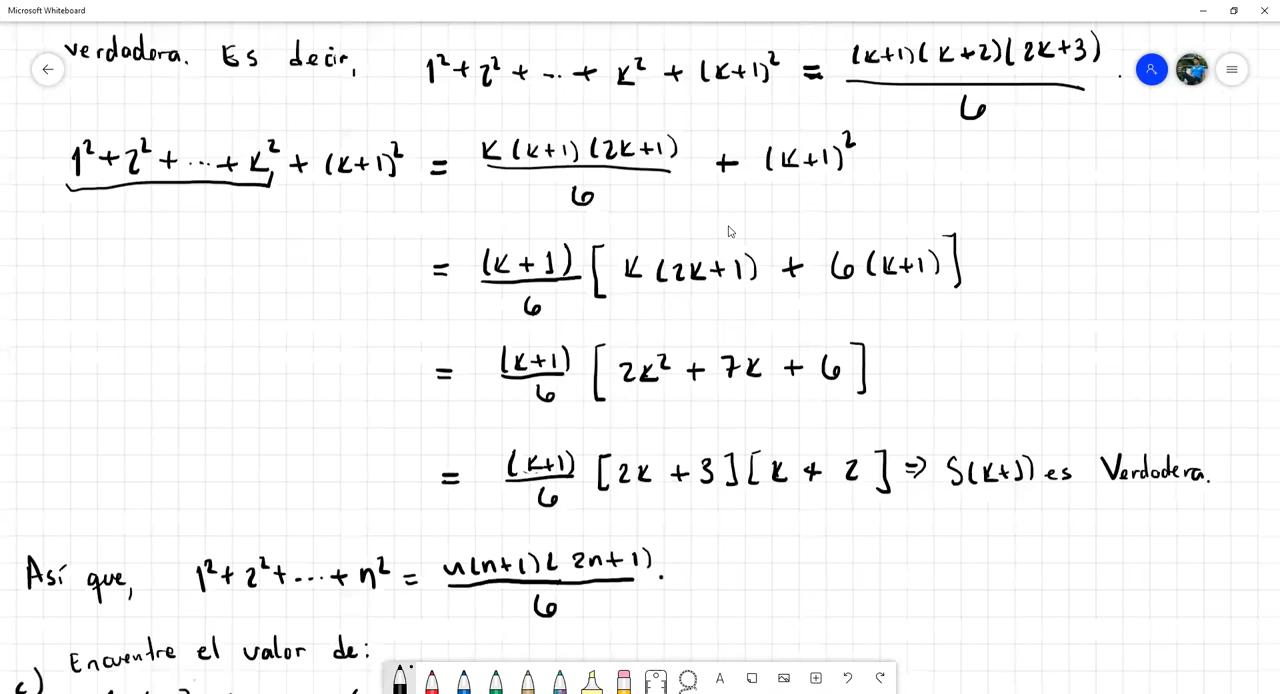 Microsoft Whiteboard
verdadera. Es decir, 1² + 2² + ... + k² + (k+1)² = (k+1)(k+2)(2k+3) / 6 .
1² + 2² + ... + k² + (k+1)² = k(k+1)(2k+1) / 6 + (k+1)²
= (k+1) / 6 [ k(2k+1) + 6(k+1) ]
= (k+1) / 6 [ 2k² + 7k + 6 ]
= (k+1) / 6 [2k + 3][k + 2] ⇒ S(k+1) es Verdadera.
Así que, 1² + 2² + ... + n² = n(n+1)(2n+1) / 6 .
c) Encuentre el valor de: